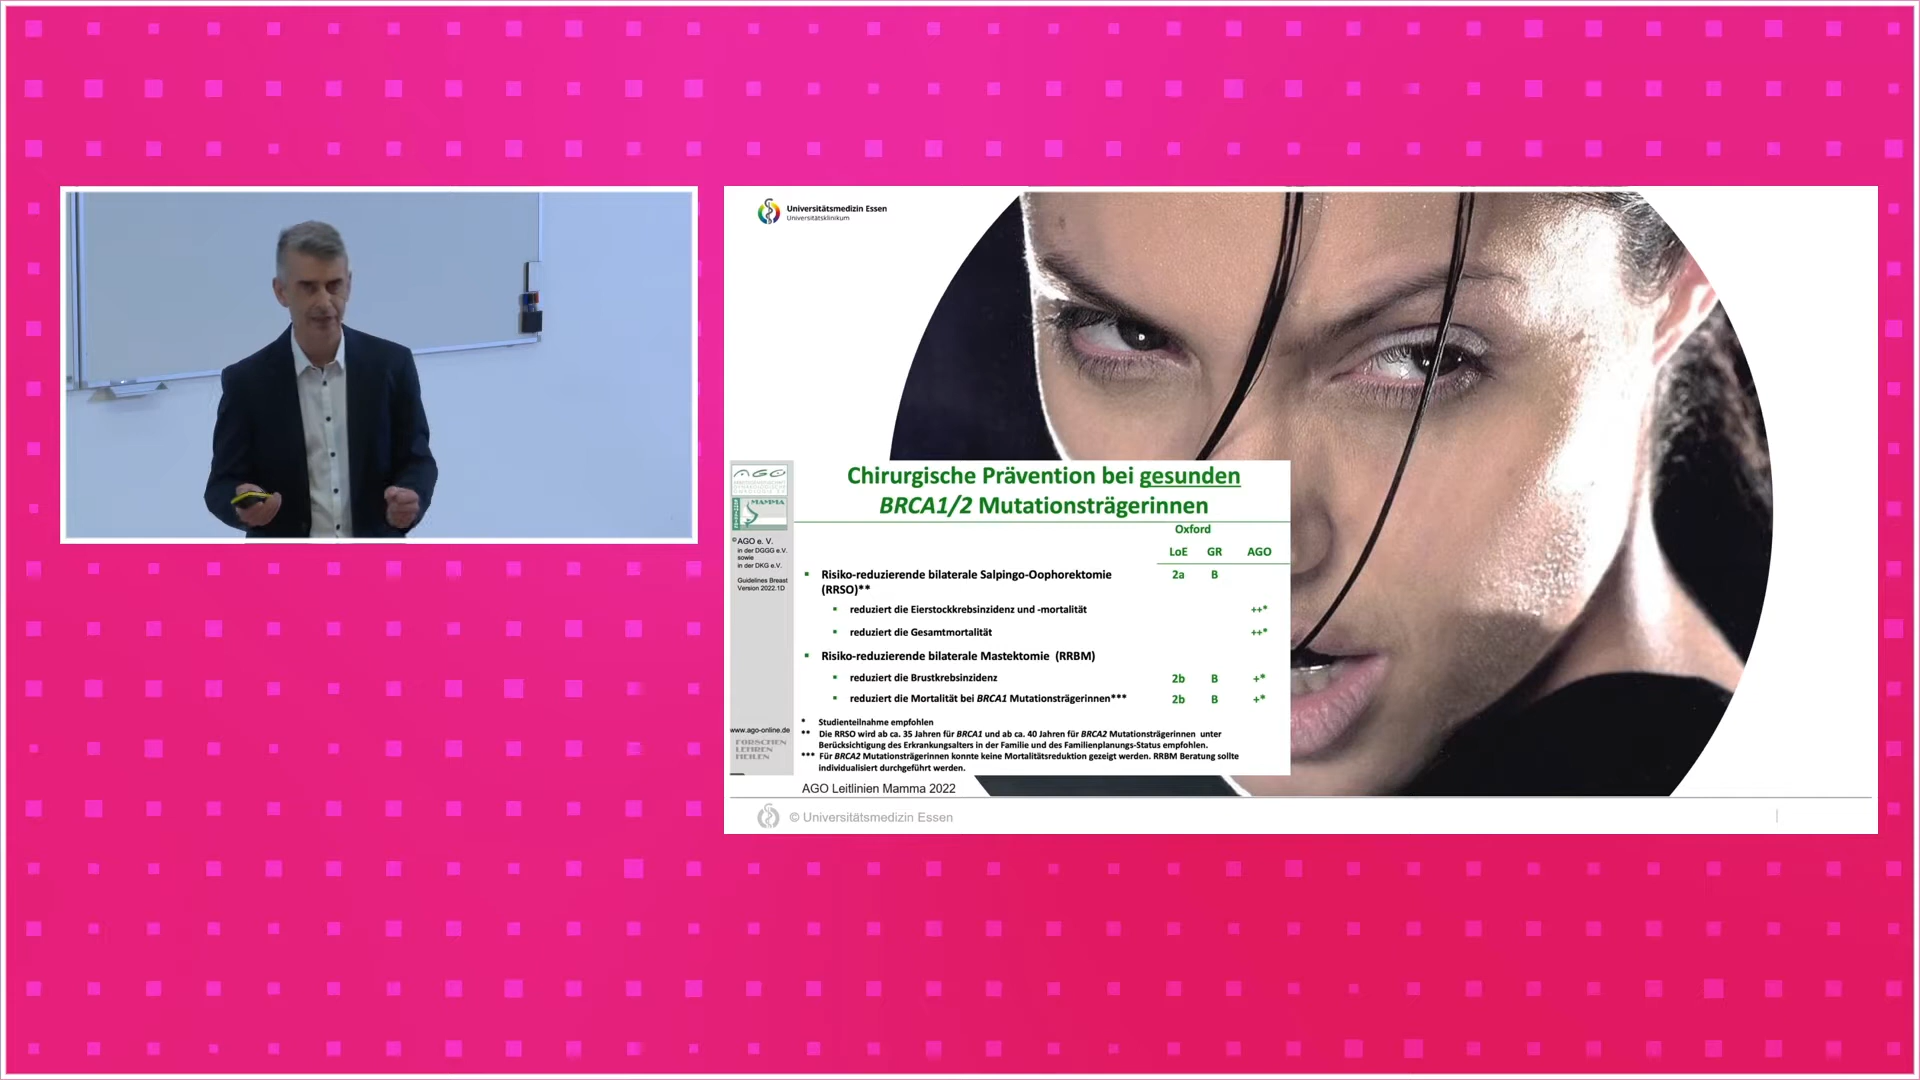 Universitätsmedizin Essen
Universitätsklinikum
AGO
MAMMA
© AGO e. V.
in der DGGG e.V.
sowie
in der DKG e.V.
Guidelines Breast
Version 2022.1D
www.ago-online.de
FORSCHEN
LEHREN
HEILEN
Chirurgische Prävention bei gesunden
BRCA1/2 Mutationsträgerinnen
Oxford
LoE GR AGO
Risiko-reduzierende bilaterale Salpingo-Oophorektomie 2a B
(RRSO)**
reduziert die Eierstockkrebsinzidenz und -mortalität ++*
reduziert die Gesamtmortalität ++*
Risiko-reduzierende bilaterale Mastektomie (RRBM)
reduziert die Brustkrebsinzidenz 2b B +*
reduziert die Mortalität bei BRCA1 Mutationsträgerinnen*** 2b B +*
* Studienteilnahme empfohlen
** Die RRSO wird ab ca. 35 Jahren für BRCA1 und ab ca. 40 Jahren für BRCA2 Mutationsträgerinnen unter
Berücksichtigung des Erkrankungsalters in der Familie und des Familienplanungs-Status empfohlen.
*** Für BRCA2 Mutationsträgerinnen konnte keine Mortalitätsreduktion gezeigt werden. RRBM Beratung sollte
individualisiert durchgeführt werden.
AGO Leitlinien Mamma 2022
© Universitätsmedizin Essen